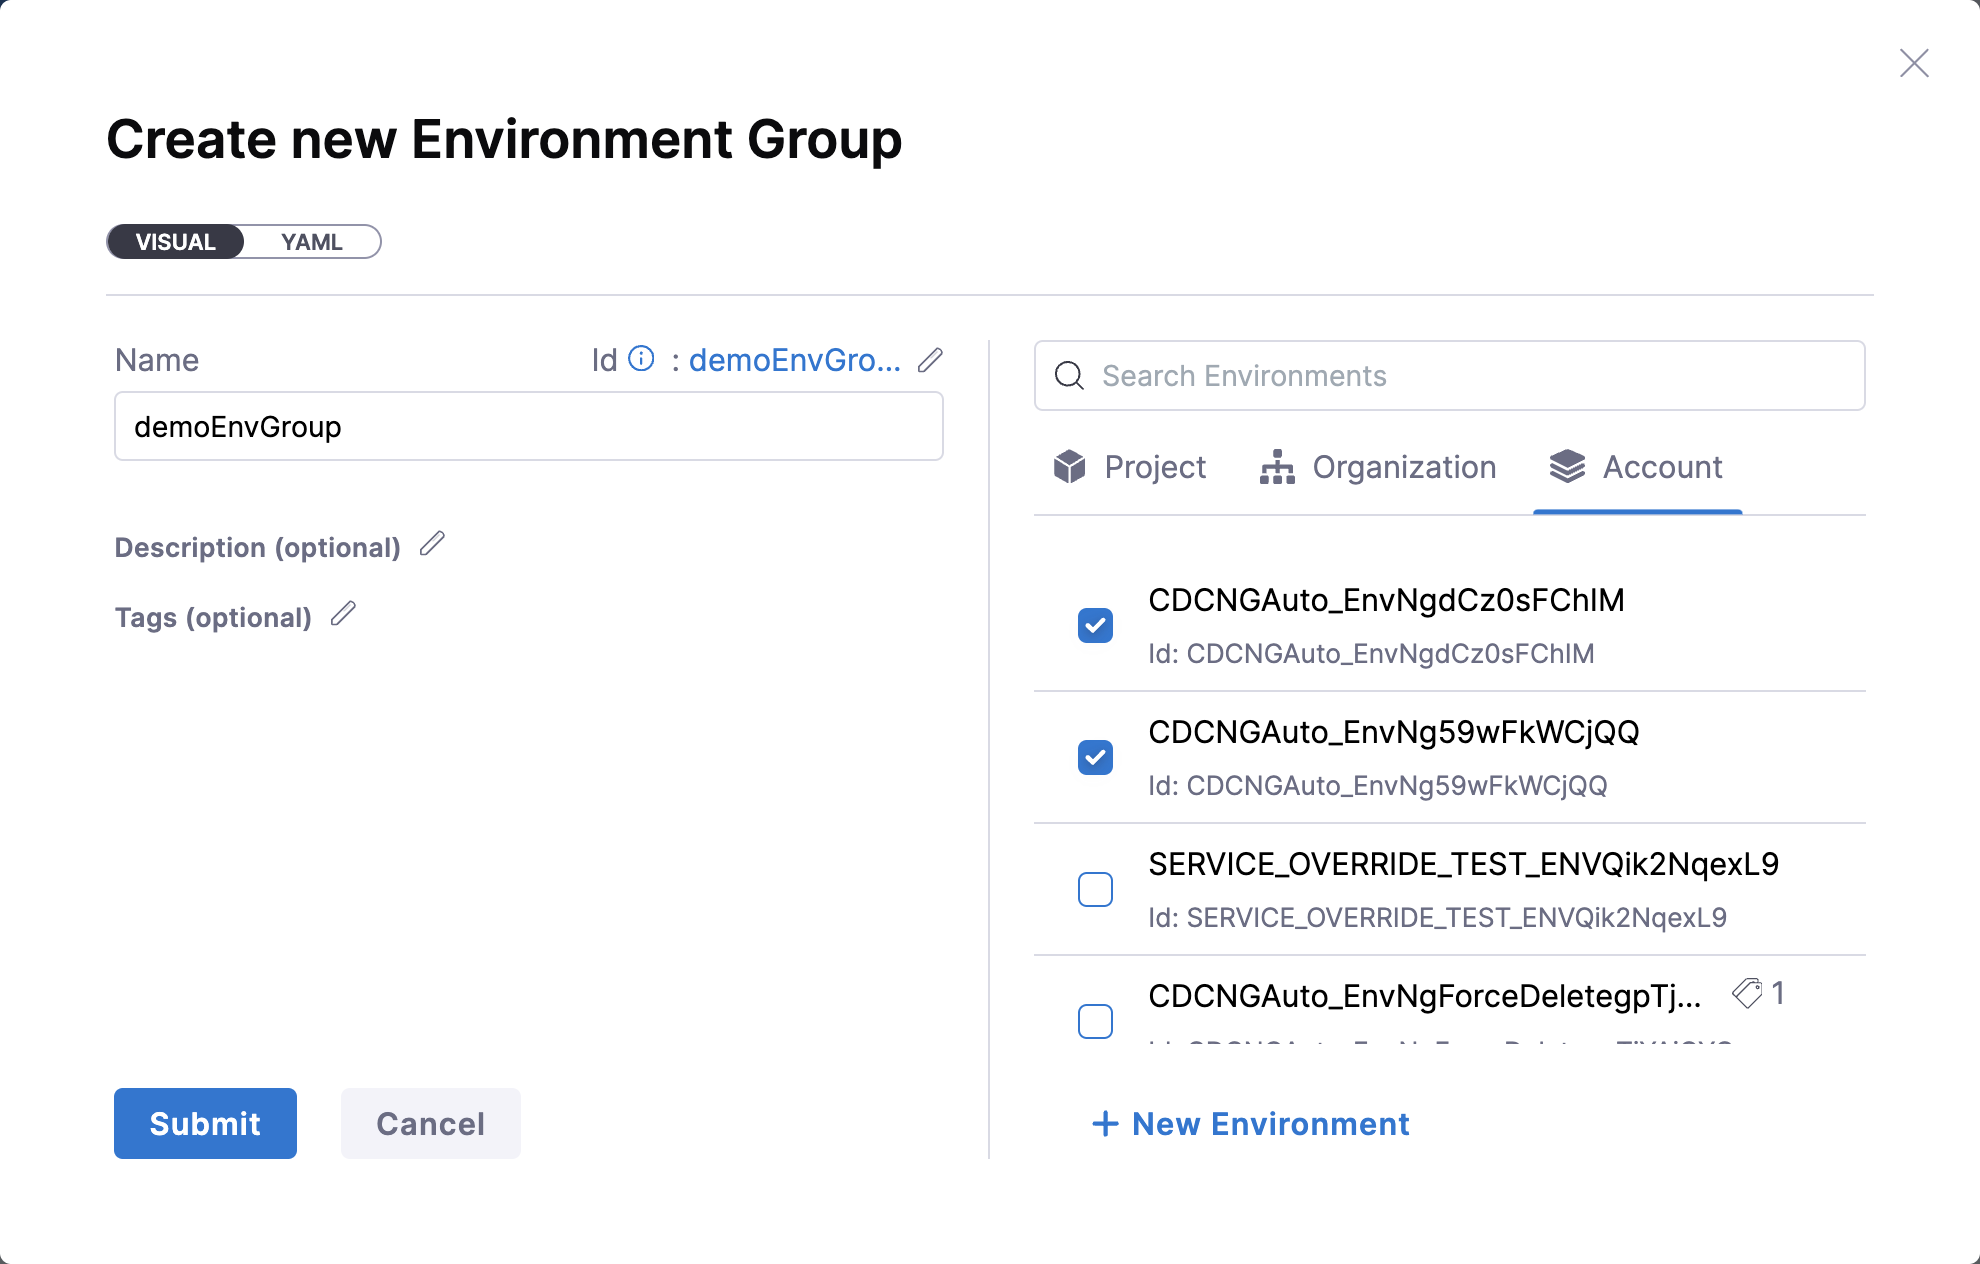 Create new Environment Group
VISUAL YAML
Name Id : demoEnvGro...
demoEnvGroup
Description (optional)
Tags (optional)
Submit Cancel
Search Environments
Project Organization Account
CDCNGAuto_EnvNgdCz0sFChIM
Id: CDCNGAuto_EnvNgdCz0sFChIM
CDCNGAuto_EnvNg59wFkWCjQQ
Id: CDCNGAuto_EnvNg59wFkWCjQQ
SERVICE_OVERRIDE_TEST_ENVQik2NqexL9
Id: SERVICE_OVERRIDE_TEST_ENVQik2NqexL9
CDCNGAuto_EnvNgForceDeletegpTj... 1
+ New Environment